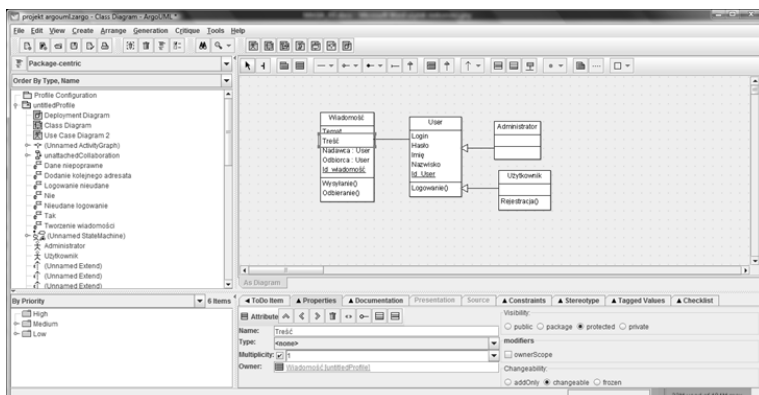 projekt argouml.zargo - Class Diagram - ArgoUML *
File Edit View Create Arrange Generation Critique Tools Help
Package-centric
Order By Type, Name
Profile Configuration
untitledProfile
Deployment Diagram
Class Diagram
Use Case Diagram 2
(Unnamed ActivityGraph)
unattachedCollaboration
Dane niepoprawne
Dodanie kolejnego adresata
Logowanie nieudane
Nie
Nieudane logowanie
Tak
Tworzenie wiadomości
(Unnamed StateMachine)
Administrator
Użytkownik
(Unnamed Extend)
(Unnamed Extend)
(Unnamed Extend)
Wiadomość
Temat
Treść
Nadawca : User
Odbiorca : User
Id_wiadomość
Wysyłanie()
Odbieranie()
User
Login
Hasło
Imię
Nazwisko
Id_User
Logowanie()
Administrator
Użytkownik
Rejestracja()
As Diagram
By Priority 6 Items
High
Medium
Low
ToDo Item Properties Documentation Presentation Source Constraints Stereotype Tagged Values Checklist
Attribute
Name: Treść
Type: <none>
Multiplicity: 1
Owner: Wiadomość [untitledProfile]
Visibility:
public package protected private
modifiers
ownerScope
Changeability:
addOnly changeable frozen